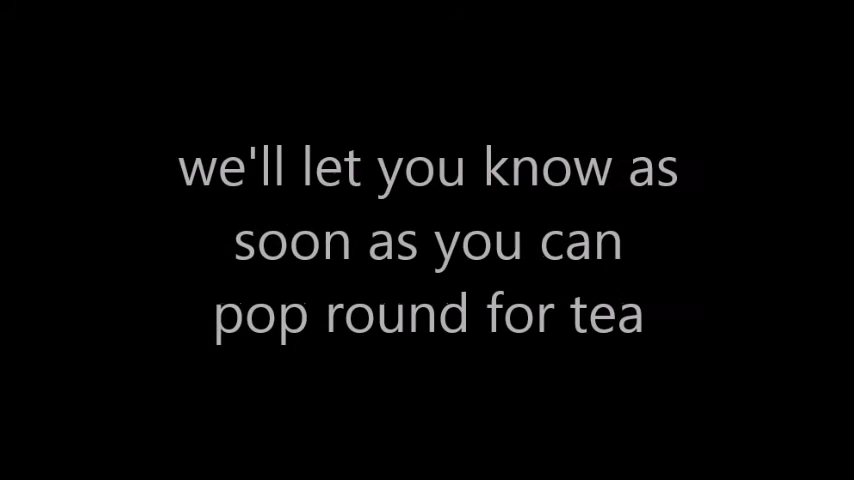 we'll let you know as
soon as you can
pop round for tea